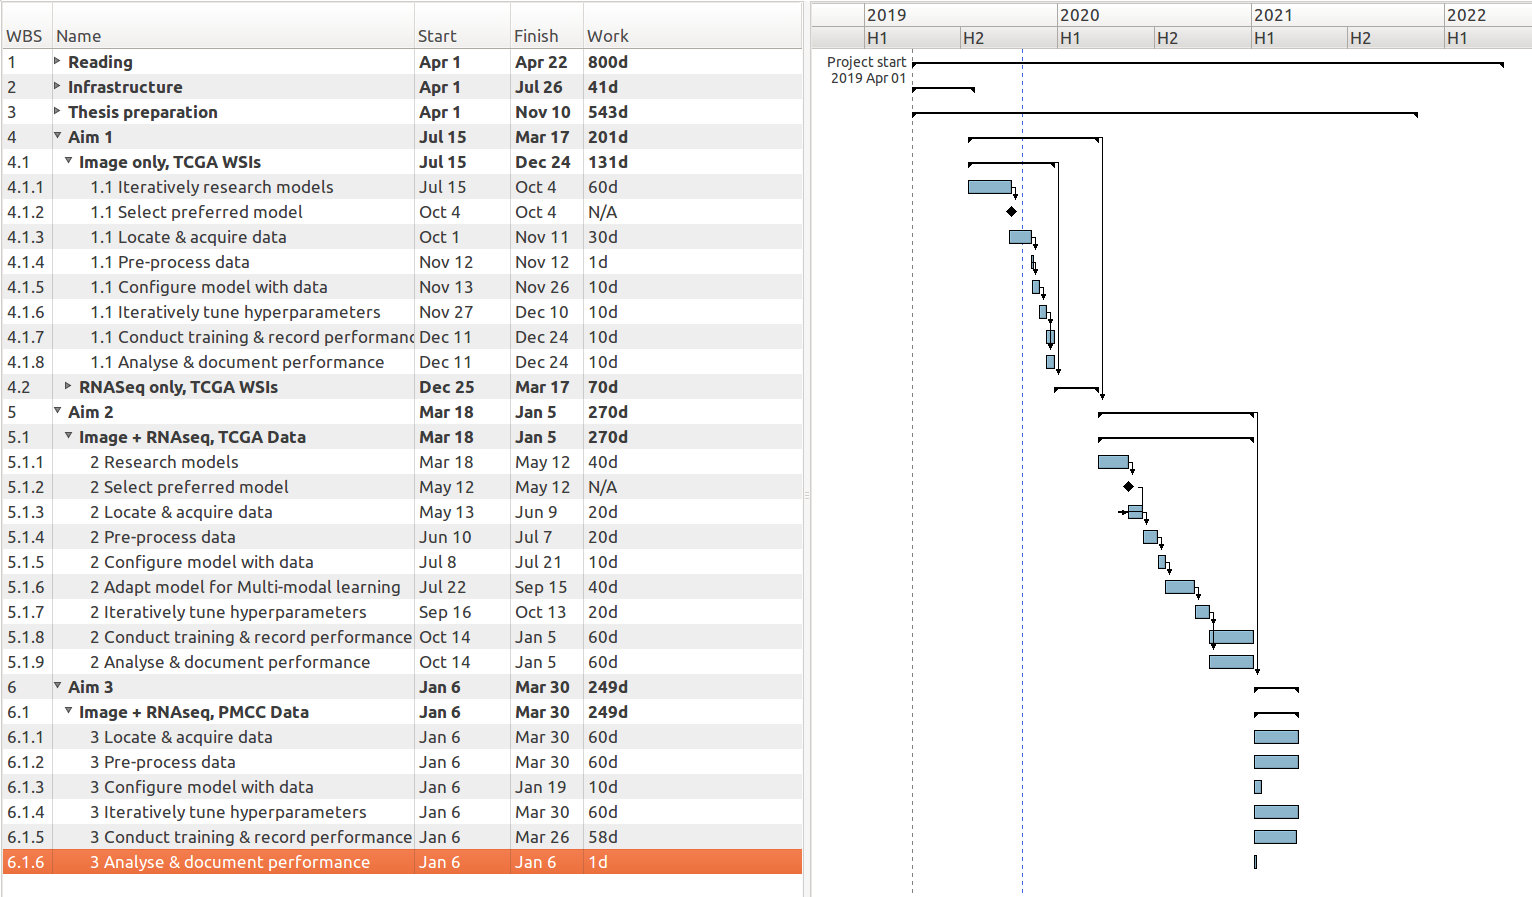 2019 2020 2021 2022
WBS Name Start Finish Work H1 H2 H1 H2 H1 H2 H1
1 Reading Apr 1 Apr 22 800d Project start
2019 Apr 01
2 Infrastructure Apr 1 Jul 26 41d
3 Thesis preparation Apr 1 Nov 10 543d
4 Aim 1 Jul 15 Mar 17 201d
4.1 Image only, TCGA WSIs Jul 15 Dec 24 131d
4.1.1 1.1 Iteratively research models Jul 15 Oct 4 60d
4.1.2 1.1 Select preferred model Oct 4 Oct 4 N/A
4.1.3 1.1 Locate & acquire data Oct 1 Nov 11 30d
4.1.4 1.1 Pre-process data Nov 12 Nov 12 1d
4.1.5 1.1 Configure model with data Nov 13 Nov 26 10d
4.1.6 1.1 Iteratively tune hyperparameters Nov 27 Dec 10 10d
4.1.7 1.1 Conduct training & record performanc Dec 11 Dec 24 10d
4.1.8 1.1 Analyse & document performance Dec 11 Dec 24 10d
4.2 RNASeq only, TCGA WSIs Dec 25 Mar 17 70d
5 Aim 2 Mar 18 Jan 5 270d
5.1 Image + RNAseq, TCGA Data Mar 18 Jan 5 270d
5.1.1 2 Research models Mar 18 May 12 40d
5.1.2 2 Select preferred model May 12 May 12 N/A
5.1.3 2 Locate & acquire data May 13 Jun 9 20d
5.1.4 2 Pre-process data Jun 10 Jul 7 20d
5.1.5 2 Configure model with data Jul 8 Jul 21 10d
5.1.6 2 Adapt model for Multi-modal learning Jul 22 Sep 15 40d
5.1.7 2 Iteratively tune hyperparameters Sep 16 Oct 13 20d
5.1.8 2 Conduct training & record performance Oct 14 Jan 5 60d
5.1.9 2 Analyse & document performance Oct 14 Jan 5 60d
6 Aim 3 Jan 6 Mar 30 249d
6.1 Image + RNAseq, PMCC Data Jan 6 Mar 30 249d
6.1.1 3 Locate & acquire data Jan 6 Mar 30 60d
6.1.2 3 Pre-process data Jan 6 Mar 30 60d
6.1.3 3 Configure model with data Jan 6 Jan 19 10d
6.1.4 3 Iteratively tune hyperparameters Jan 6 Mar 30 60d
6.1.5 3 Conduct training & record performance Jan 6 Mar 26 58d
6.1.6 3 Analyse & document performance Jan 6 Jan 6 1d